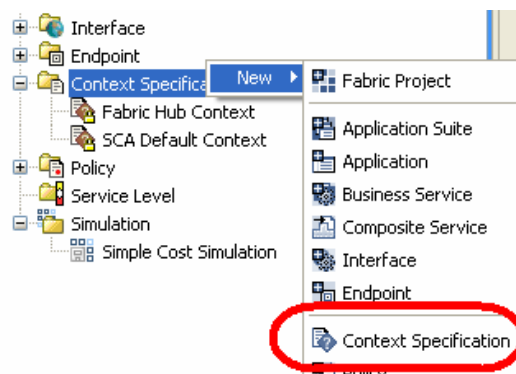 Interface
Endpoint
Context Specifica
Fabric Hub Context
SCA Default Context
Policy
Service Level
Simulation
Simple Cost Simulation
New
Fabric Project
Application Suite
Application
Business Service
Composite Service
Interface
Endpoint
Context Specification